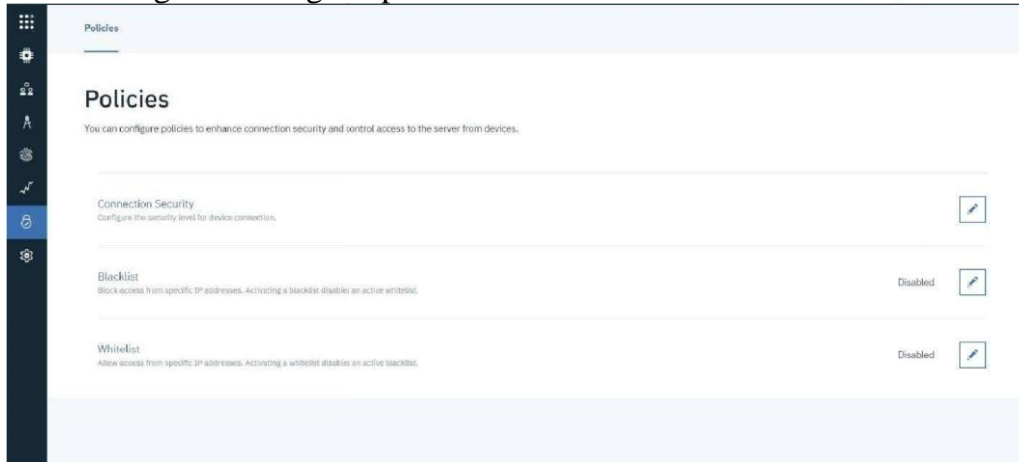 Policies
Policies
You can configure policies to enhance connection security and control access to the server from devices.
Connection Security
Configure the security level for device connection.
Blacklist
Block access from specific IP addresses. Activating a blacklist disables an active whitelist.
Disabled
Whitelist
Allow access from specific IP addresses. Activating a whitelist disables an active blacklist.
Disabled